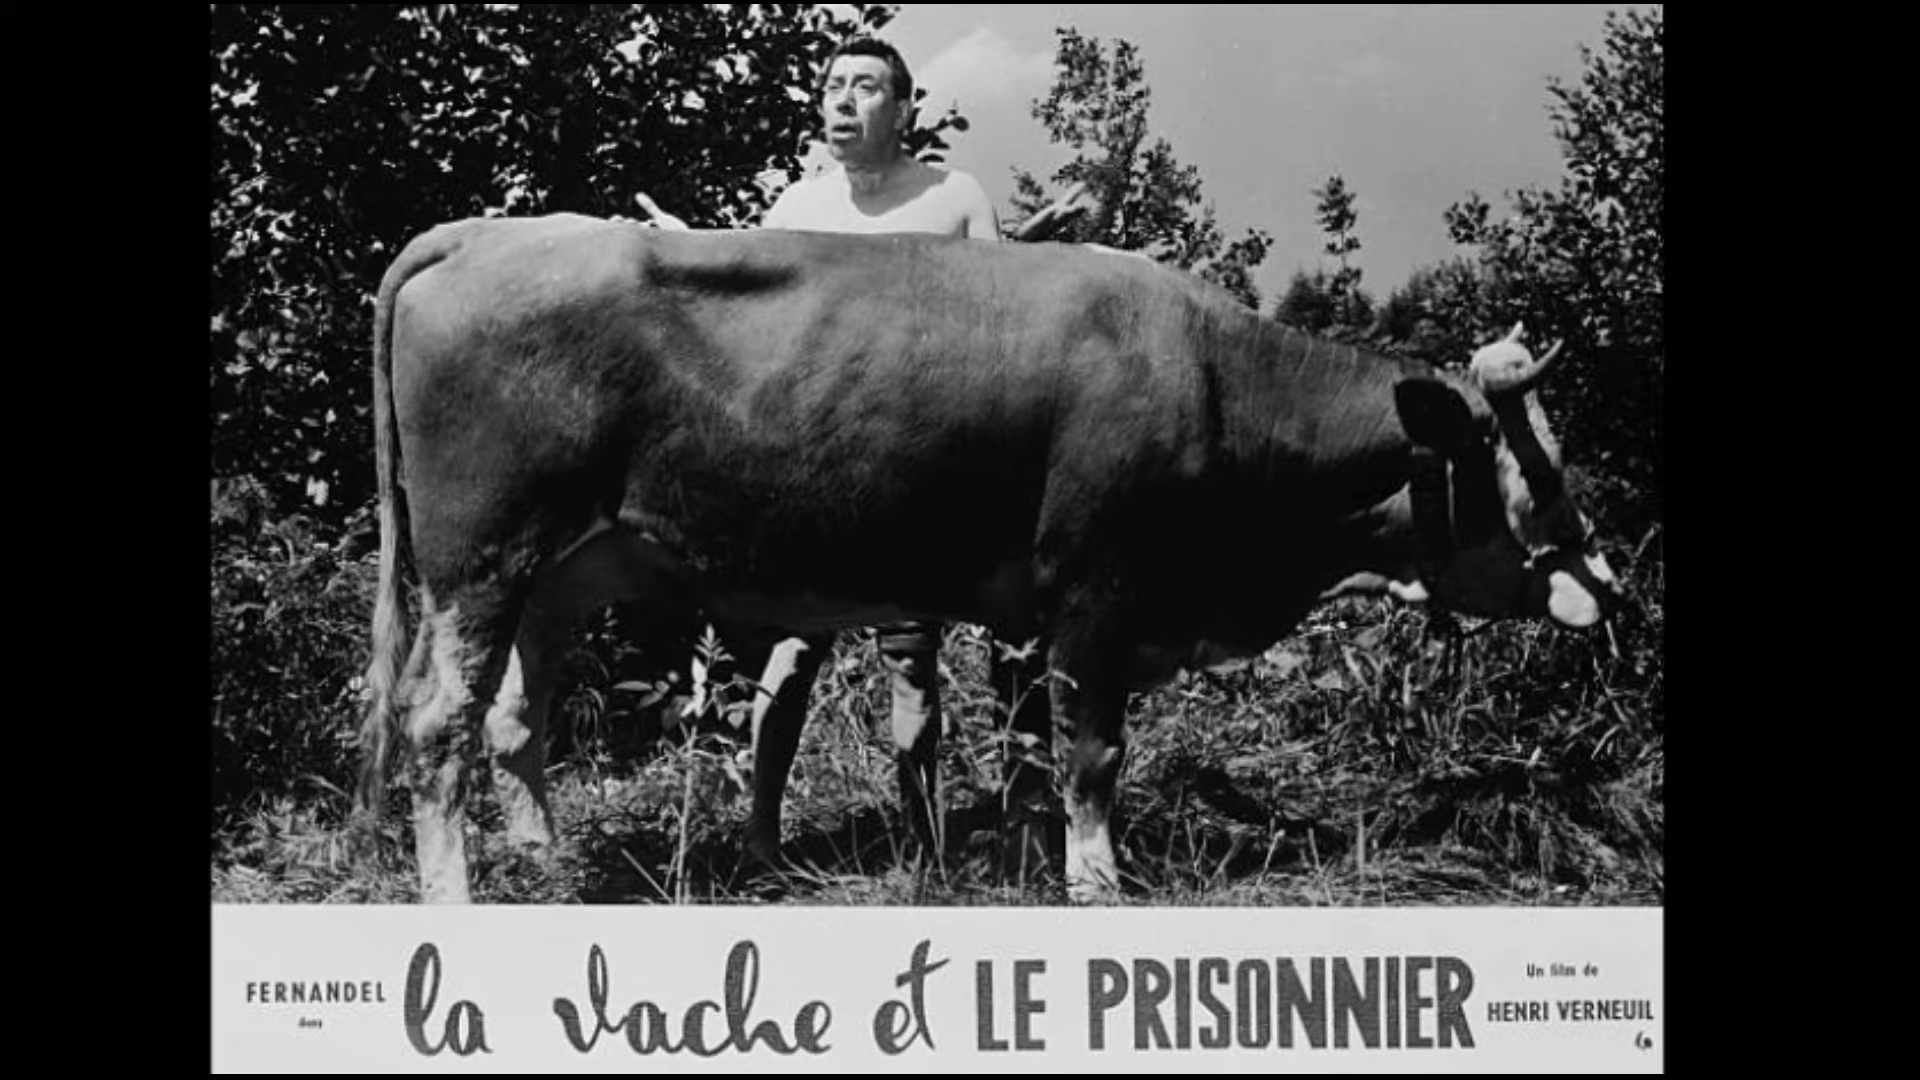 FERNANDEL
dans
la vache et LE PRISONNIER
Un film de
HENRI VERNEUIL